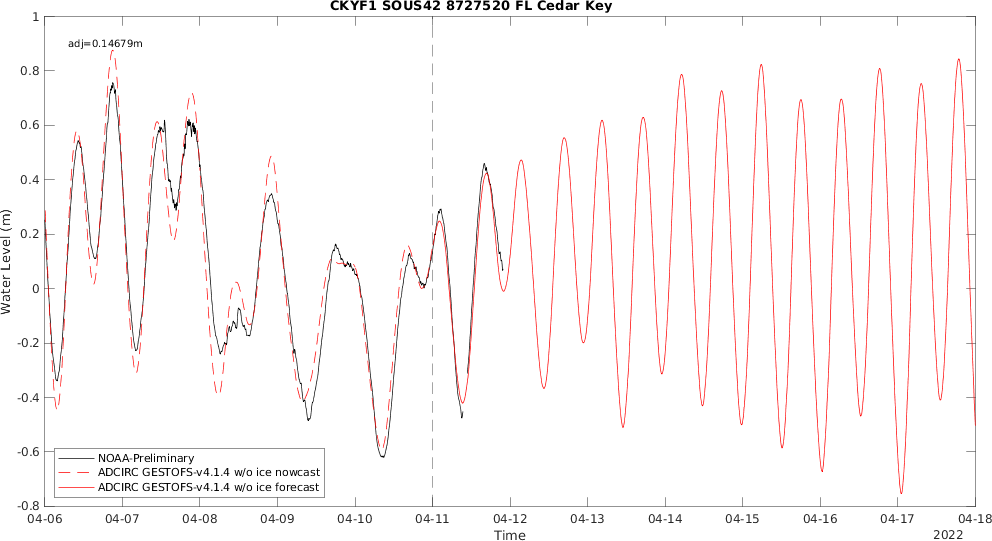 CKYF1 SOUS42 8727520 FL Cedar Key
adj=0.14679m
Water Level (m)
1
0.8
0.6
0.4
0.2
0
-0.2
-0.4
-0.6
-0.8
NOAA-Preliminary
ADCIRC GESTOFS-v4.1.4 w/o ice nowcast
ADCIRC GESTOFS-v4.1.4 w/o ice forecast
04-06 04-07 04-08 04-09 04-10 04-11 04-12 04-13 04-14 04-15 04-16 04-17 04-18
Time
2022